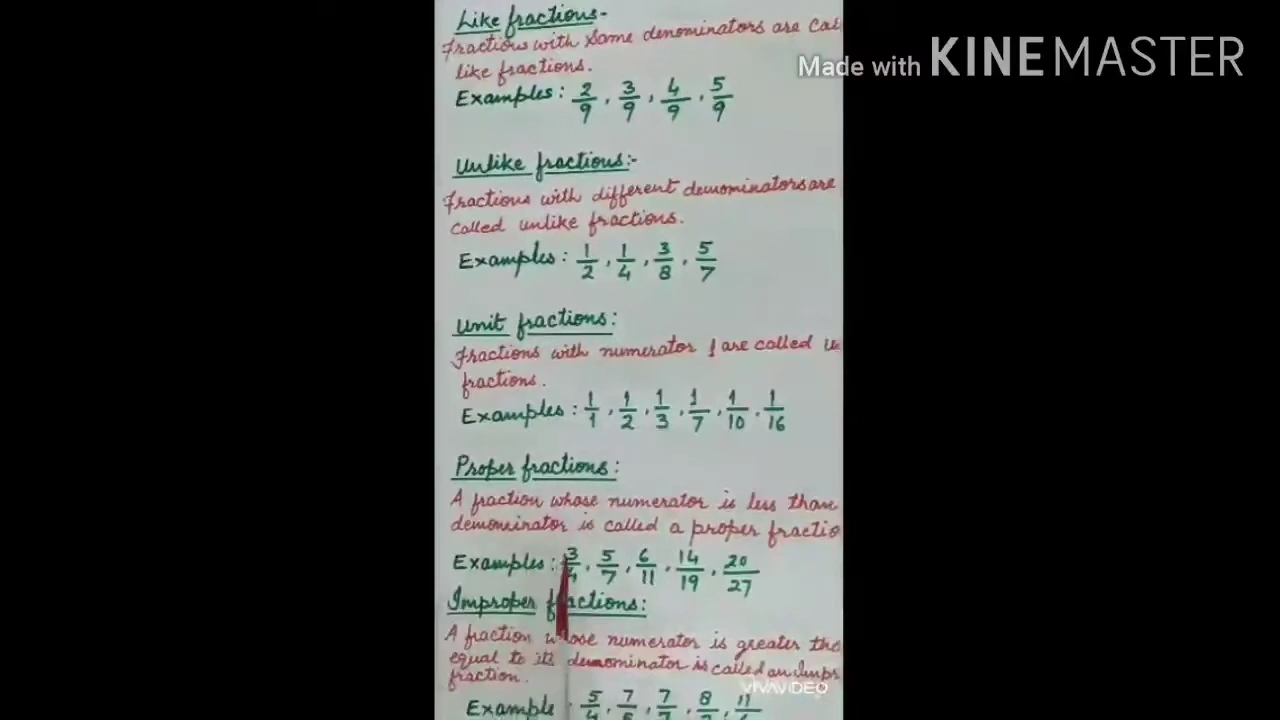 Like fractions-
Fractions with same denominators are
like fractions.
Examples: 2/9, 3/9, 4/9, 5/9
Made with KINEMASTER
Unlike fractions:-
Fractions with different denominators are
called unlike fractions.
Examples: 1/2, 1/4, 3/8, 5/7
Unit fractions:
Fractions with numerator 1 are called
fractions.
Examples: 1/1, 1/2, 1/3, 1/7, 1/10, 1/16
Proper fractions:
A fraction whose numerator is less than
denominator is called a proper fractio
Examples: 3/4, 5/7, 6/11, 14/19, 20/27
Improper fractions:
A fraction whose numerator is greater tha
equal to its denominator is called an Impr
fraction.
Example : 5/4,
VIVAVIDEO